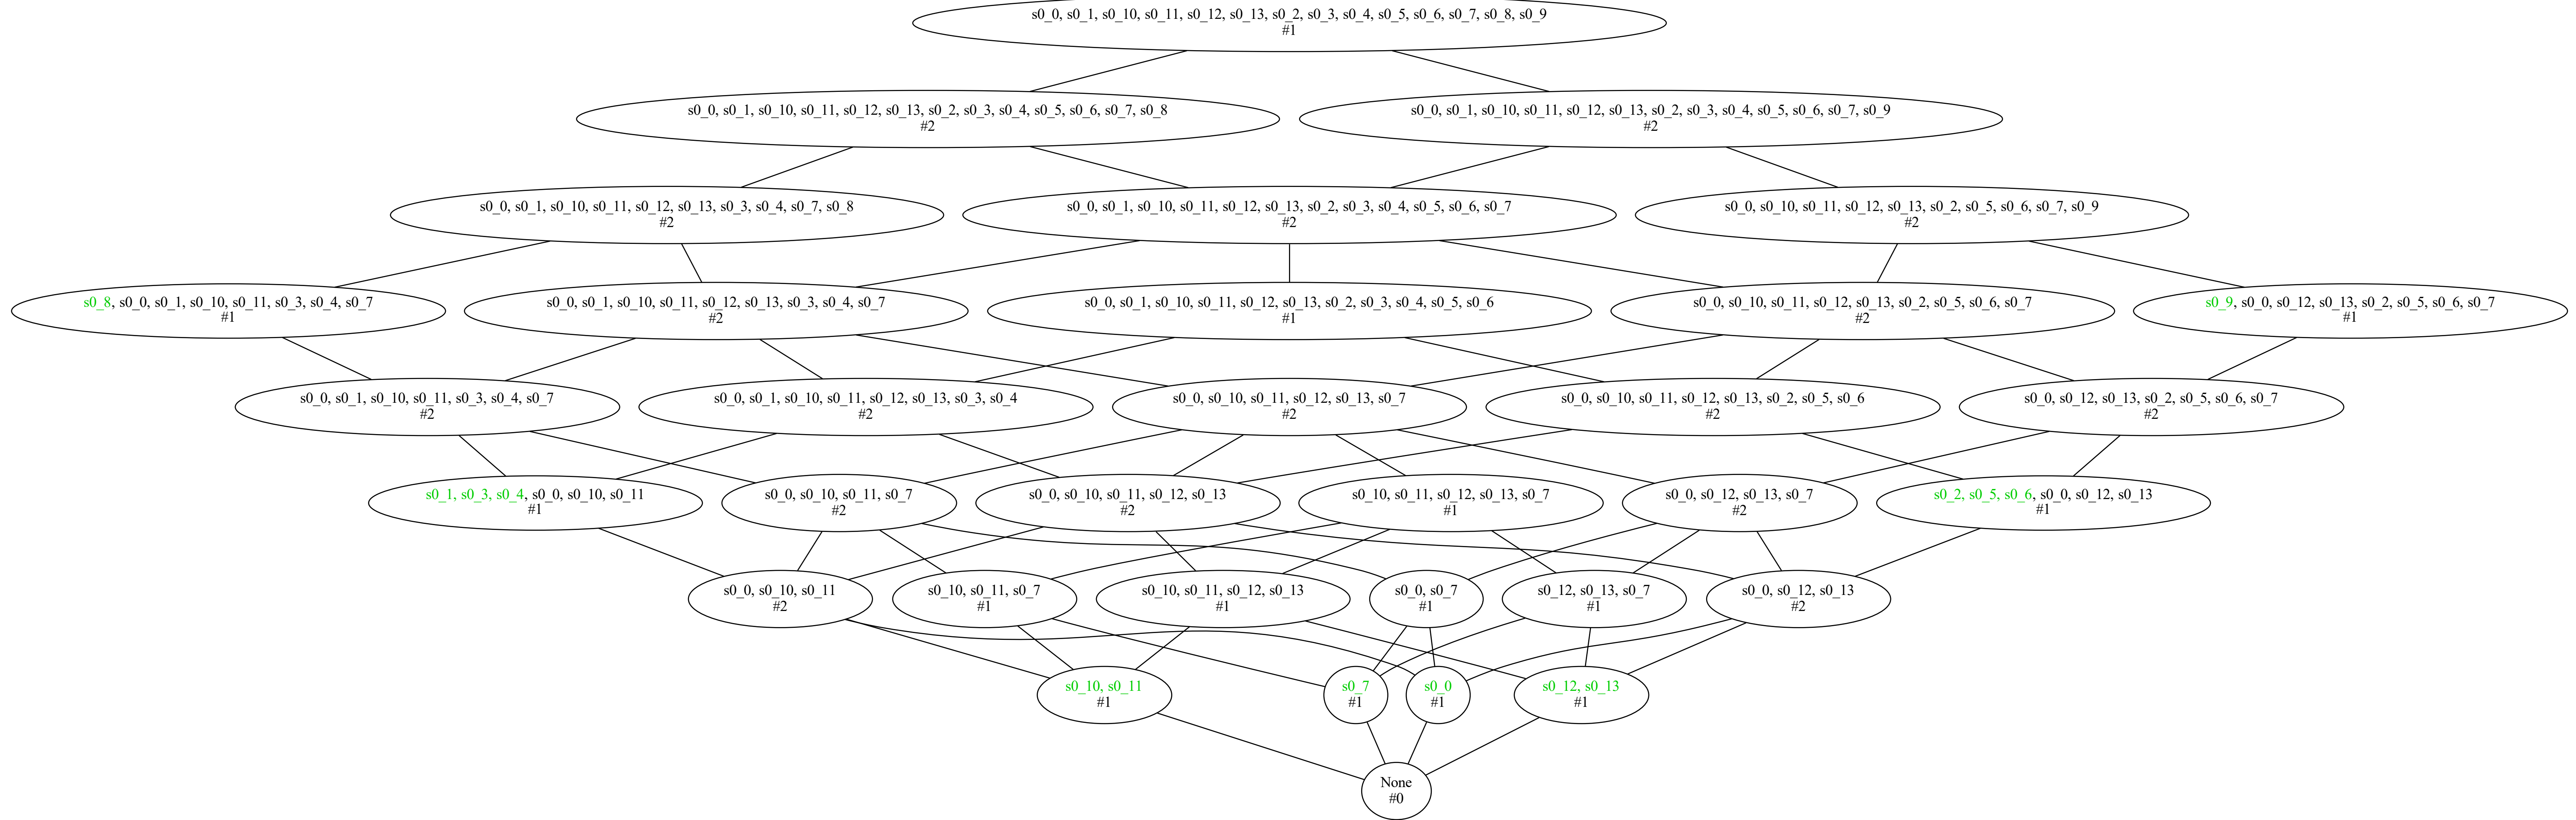 s0_0, s0_1, s0_10, s0_11, s0_12, s0_13, s0_2, s0_3, s0_4, s0_5, s0_6, s0_7, s0_8, s0_9
#1
s0_0, s0_1, s0_10, s0_11, s0_12, s0_13, s0_2, s0_3, s0_4, s0_5, s0_6, s0_7, s0_8
#2
s0_0, s0_1, s0_10, s0_11, s0_12, s0_13, s0_2, s0_3, s0_4, s0_5, s0_6, s0_7, s0_9
#2
s0_0, s0_1, s0_10, s0_11, s0_12, s0_13, s0_3, s0_4, s0_7, s0_8
#2
s0_0, s0_1, s0_10, s0_11, s0_12, s0_13, s0_2, s0_3, s0_4, s0_5, s0_6, s0_7
#2
s0_0, s0_10, s0_11, s0_12, s0_13, s0_2, s0_5, s0_6, s0_7, s0_9
#2
s0_8, s0_0, s0_1, s0_10, s0_11, s0_3, s0_4, s0_7
#1
s0_0, s0_1, s0_10, s0_11, s0_12, s0_13, s0_3, s0_4, s0_7
#2
s0_0, s0_1, s0_10, s0_11, s0_12, s0_13, s0_2, s0_3, s0_4, s0_5, s0_6
#1
s0_0, s0_10, s0_11, s0_12, s0_13, s0_2, s0_5, s0_6, s0_7
#2
s0_9, s0_0, s0_12, s0_13, s0_2, s0_5, s0_6, s0_7
#1
s0_0, s0_1, s0_10, s0_11, s0_3, s0_4, s0_7
#2
s0_0, s0_1, s0_10, s0_11, s0_12, s0_13, s0_3, s0_4
#2
s0_0, s0_10, s0_11, s0_12, s0_13, s0_7
#2
s0_0, s0_10, s0_11, s0_12, s0_13, s0_2, s0_5, s0_6
#2
s0_0, s0_12, s0_13, s0_2, s0_5, s0_6, s0_7
#2
s0_1, s0_3, s0_4, s0_0, s0_10, s0_11
#1
s0_0, s0_10, s0_11, s0_7
#2
s0_0, s0_10, s0_11, s0_12, s0_13
#2
s0_10, s0_11, s0_12, s0_13, s0_7
#1
s0_0, s0_12, s0_13, s0_7
#2
s0_2, s0_5, s0_6, s0_0, s0_12, s0_13
#1
s0_0, s0_10, s0_11
#2
s0_10, s0_11, s0_7
#1
s0_10, s0_11, s0_12, s0_13
#1
s0_0, s0_7
#1
s0_12, s0_13, s0_7
#1
s0_0, s0_12, s0_13
#2
s0_10, s0_11
#1
s0_7
#1
s0_0
#1
s0_12, s0_13
#1
None
#0